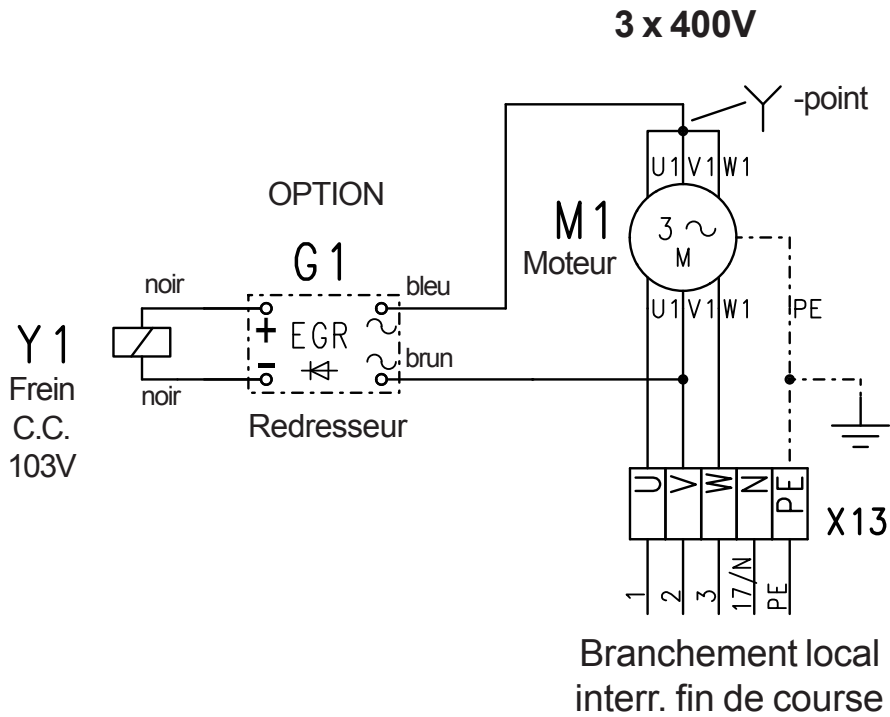 3 x 400V
-point
U1 V1 W1
OPTION
M1
3
M
Moteur
G1
noir
bleu
U1 V1 W1
PE
+
EGR
Y1
-
brun
noir
Frein
C.C.
103V
Redresseur
U V W N PE
X13
1 2 3 17/N PE
Branchement local
interr. fin de course